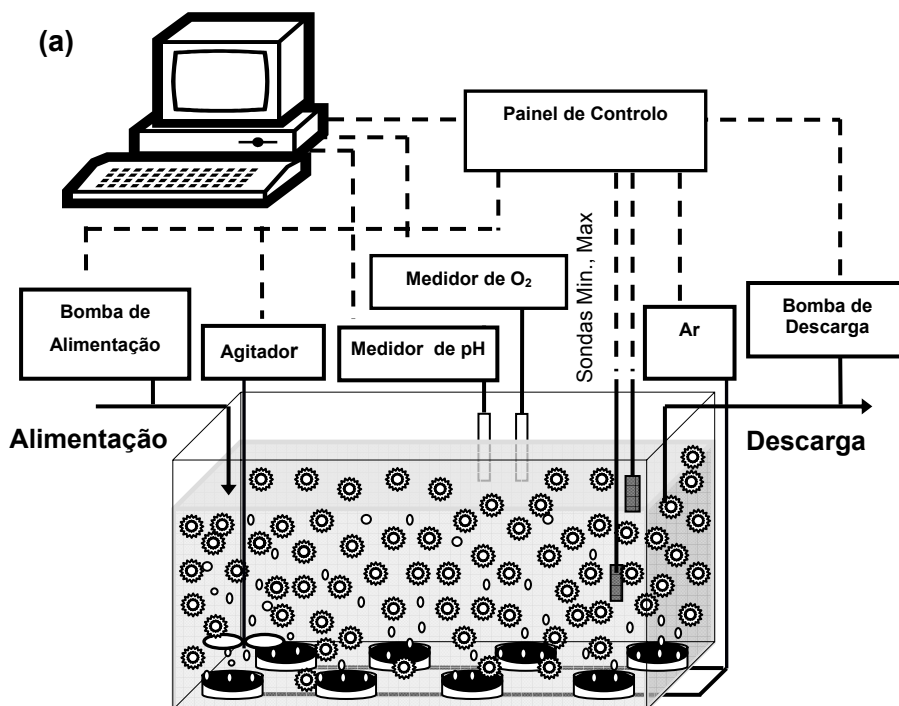 (a)
Painel de Controlo
Sondas Min., Max
Medidor de O₂
Bomba de
Alimentação
Agitador
Medidor de pH
Ar
Bomba de
Descarga
Alimentação
Descarga